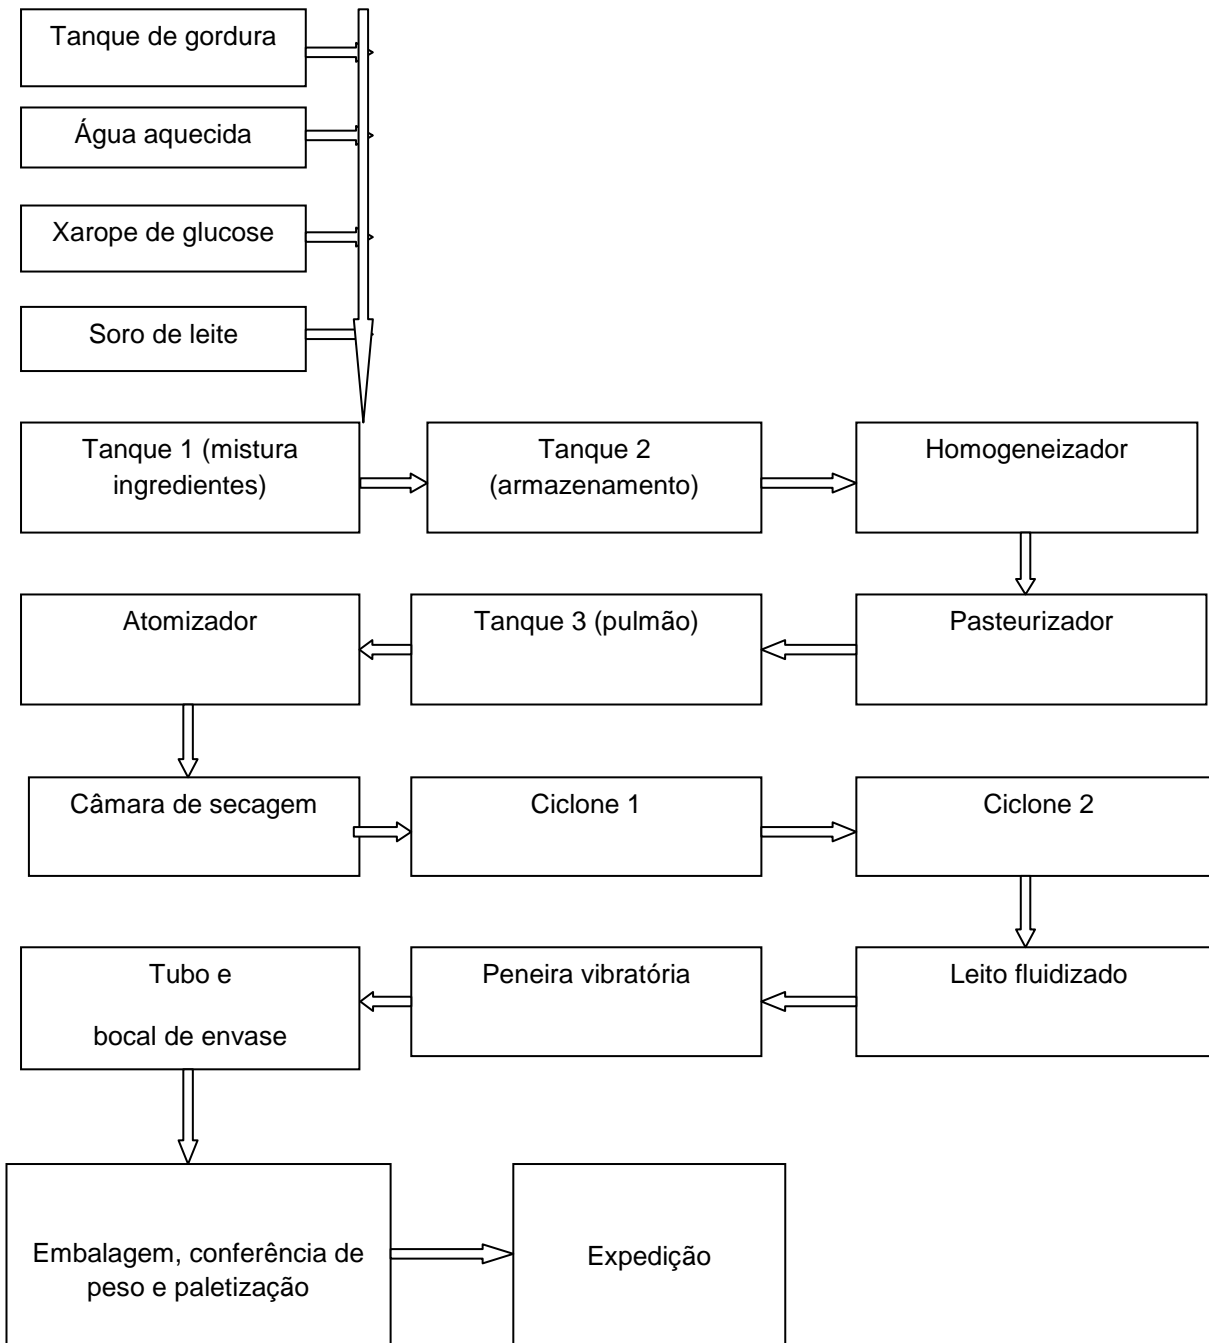 Tanque de gordura
Água aquecida
Xarope de glucose
Soro de leite
Tanque 1 (mistura
ingredientes)
Tanque 2
(armazenamento)
Homogeneizador
Atomizador
Tanque 3 (pulmão)
Pasteurizador
Câmara de secagem
Ciclone 1
Ciclone 2
Tubo e
bocal de envase
Peneira vibratória
Leito fluidizado
Embalagem, conferência de
peso e paletização
Expedição